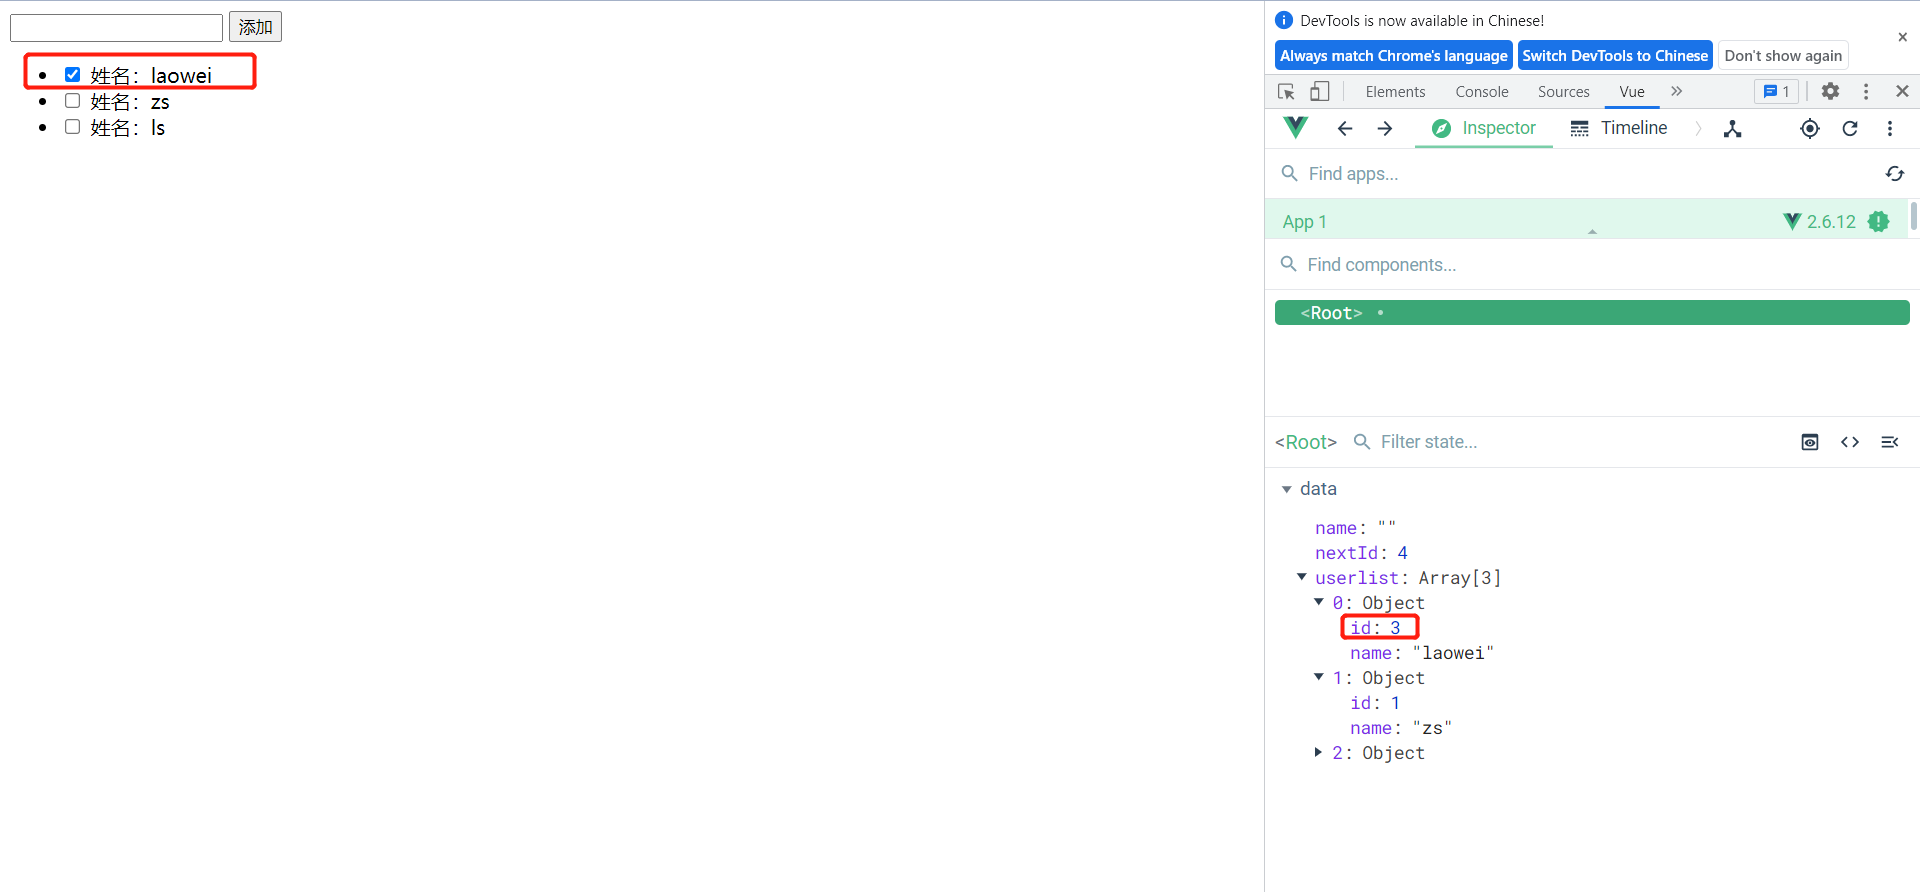 添加
姓名：laowei
姓名：zs
姓名：ls
DevTools is now available in Chinese!
Always match Chrome's language Switch DevTools to Chinese Don't show again
Elements Console Sources Vue 1
Inspector Timeline
Find apps...
App 1 2.6.12
Find components...
<Root>
<Root> Filter state...
data
name: ""
nextId: 4
userlist: Array[3]
0: Object
id: 3
name: "laowei"
1: Object
id: 1
name: "zs"
2: Object